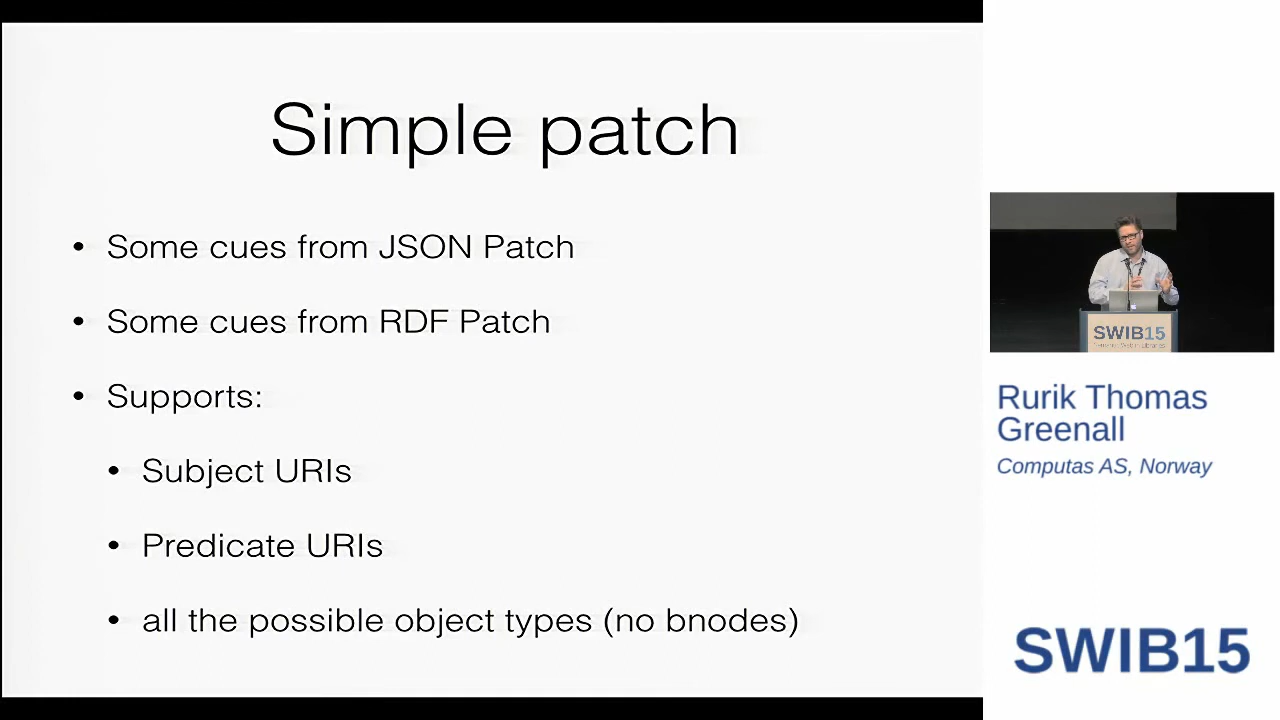 Simple patch
• Some cues from JSON Patch
• Some cues from RDF Patch
• Supports:
• Subject URIs
• Predicate URIs
• all the possible object types (no bnodes)
SWIB15
Rurik Thomas
Greenall
Computas AS, Norway
SWIB15